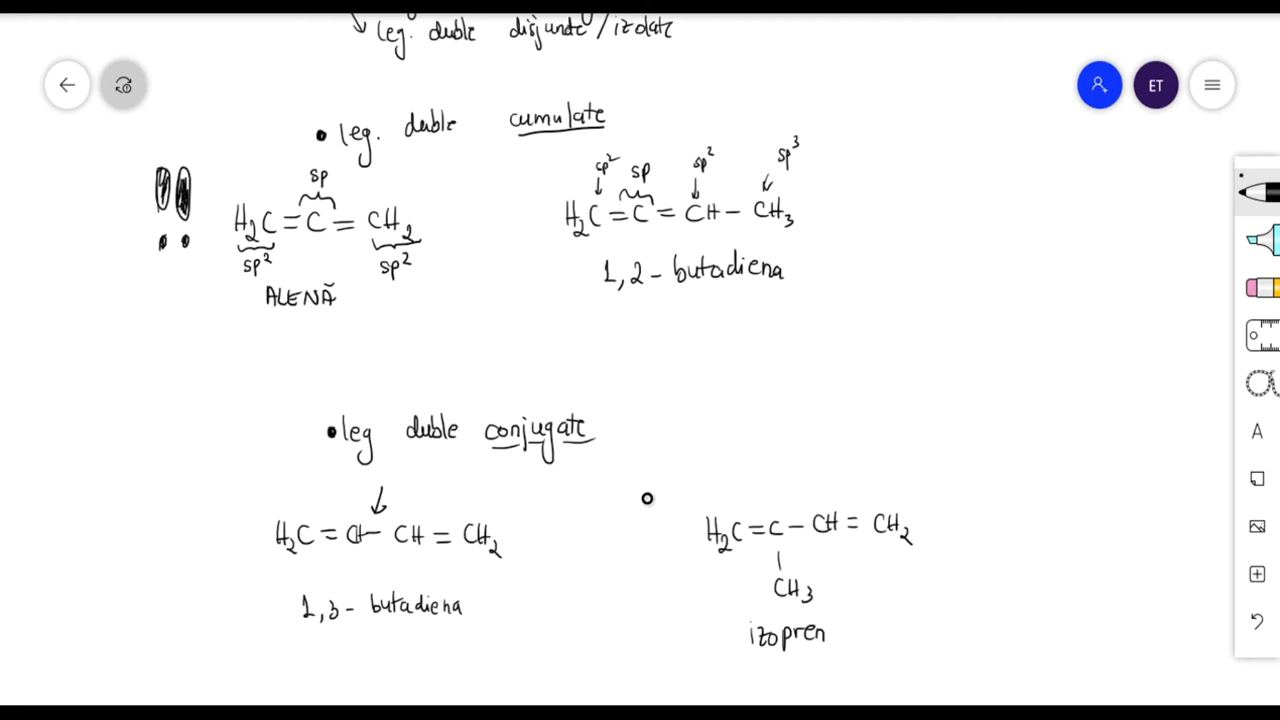 leg. duble disjuncte/izolate
ET
• leg. duble cumulate
!!
sp
H₂C=C=CH₂
sp² sp²
ALENĂ
sp² sp sp² sp³
H₂C=C=CH–CH₃
1,2-butadiena
• leg duble conjugate
H₂C=CH–CH=CH₂
1,3-butadiena
H₂C=C–CH=CH₂
CH₃
izopren
A